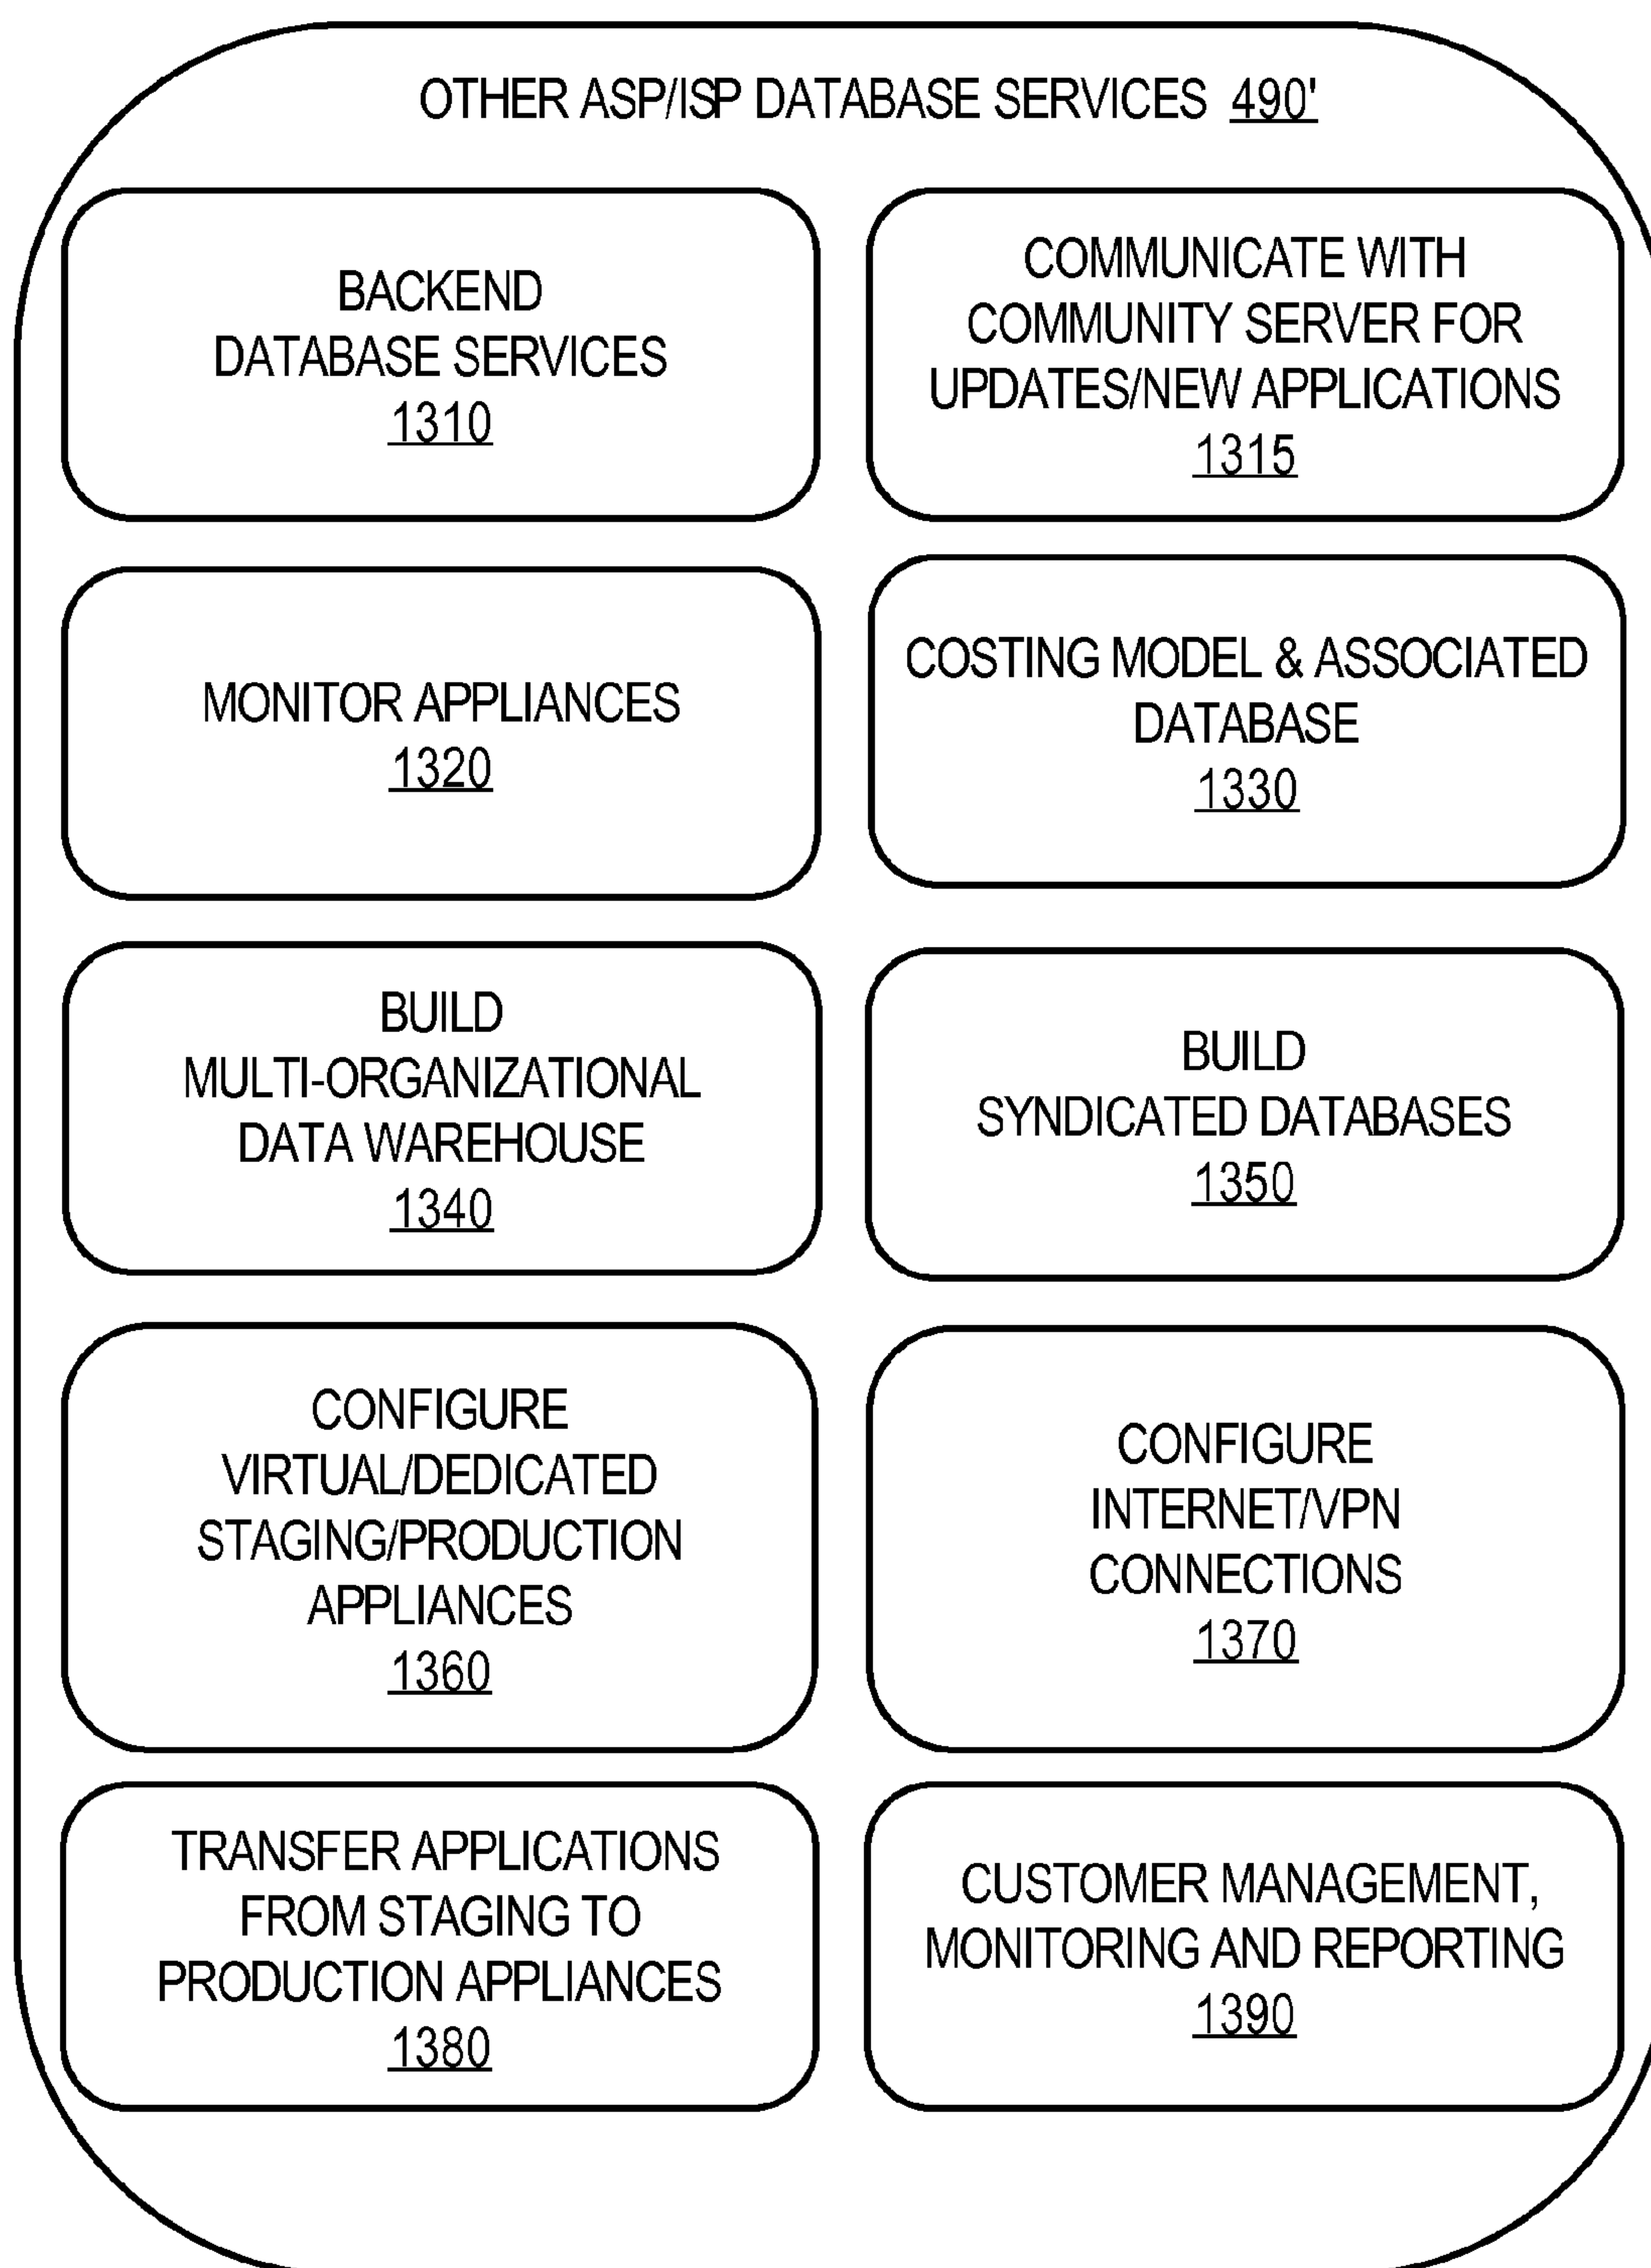 OTHER ASP/ISP DATABASE SERVICES 490'
BACKEND
DATABASE SERVICES
1310
COMMUNICATE WITH
COMMUNITY SERVER FOR
UPDATES/NEW APPLICATIONS
1315
MONITOR APPLIANCES
1320
COSTING MODEL & ASSOCIATED
DATABASE
1330
BUILD
MULTI-ORGANIZATIONAL
DATA WAREHOUSE
1340
BUILD
SYNDICATED DATABASES
1350
CONFIGURE
VIRTUAL/DEDICATED
STAGING/PRODUCTION
APPLIANCES
1360
CONFIGURE
INTERNET/VPN
CONNECTIONS
1370
TRANSFER APPLICATIONS
FROM STAGING TO
PRODUCTION APPLIANCES
1380
CUSTOMER MANAGEMENT,
MONITORING AND REPORTING
1390